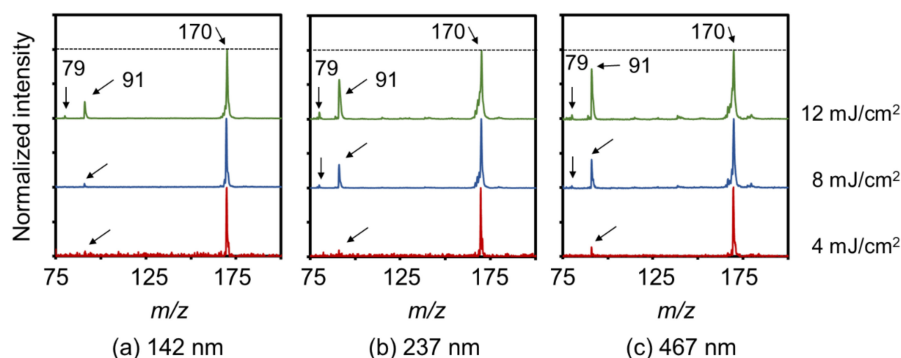 Normalized intensity
170
79
91
170
79
91
170
79
91
12 mJ/cm²
8 mJ/cm²
4 mJ/cm²
75 125 175
75 125 175
75 125 175
m/z
m/z
m/z
(a) 142 nm
(b) 237 nm
(c) 467 nm